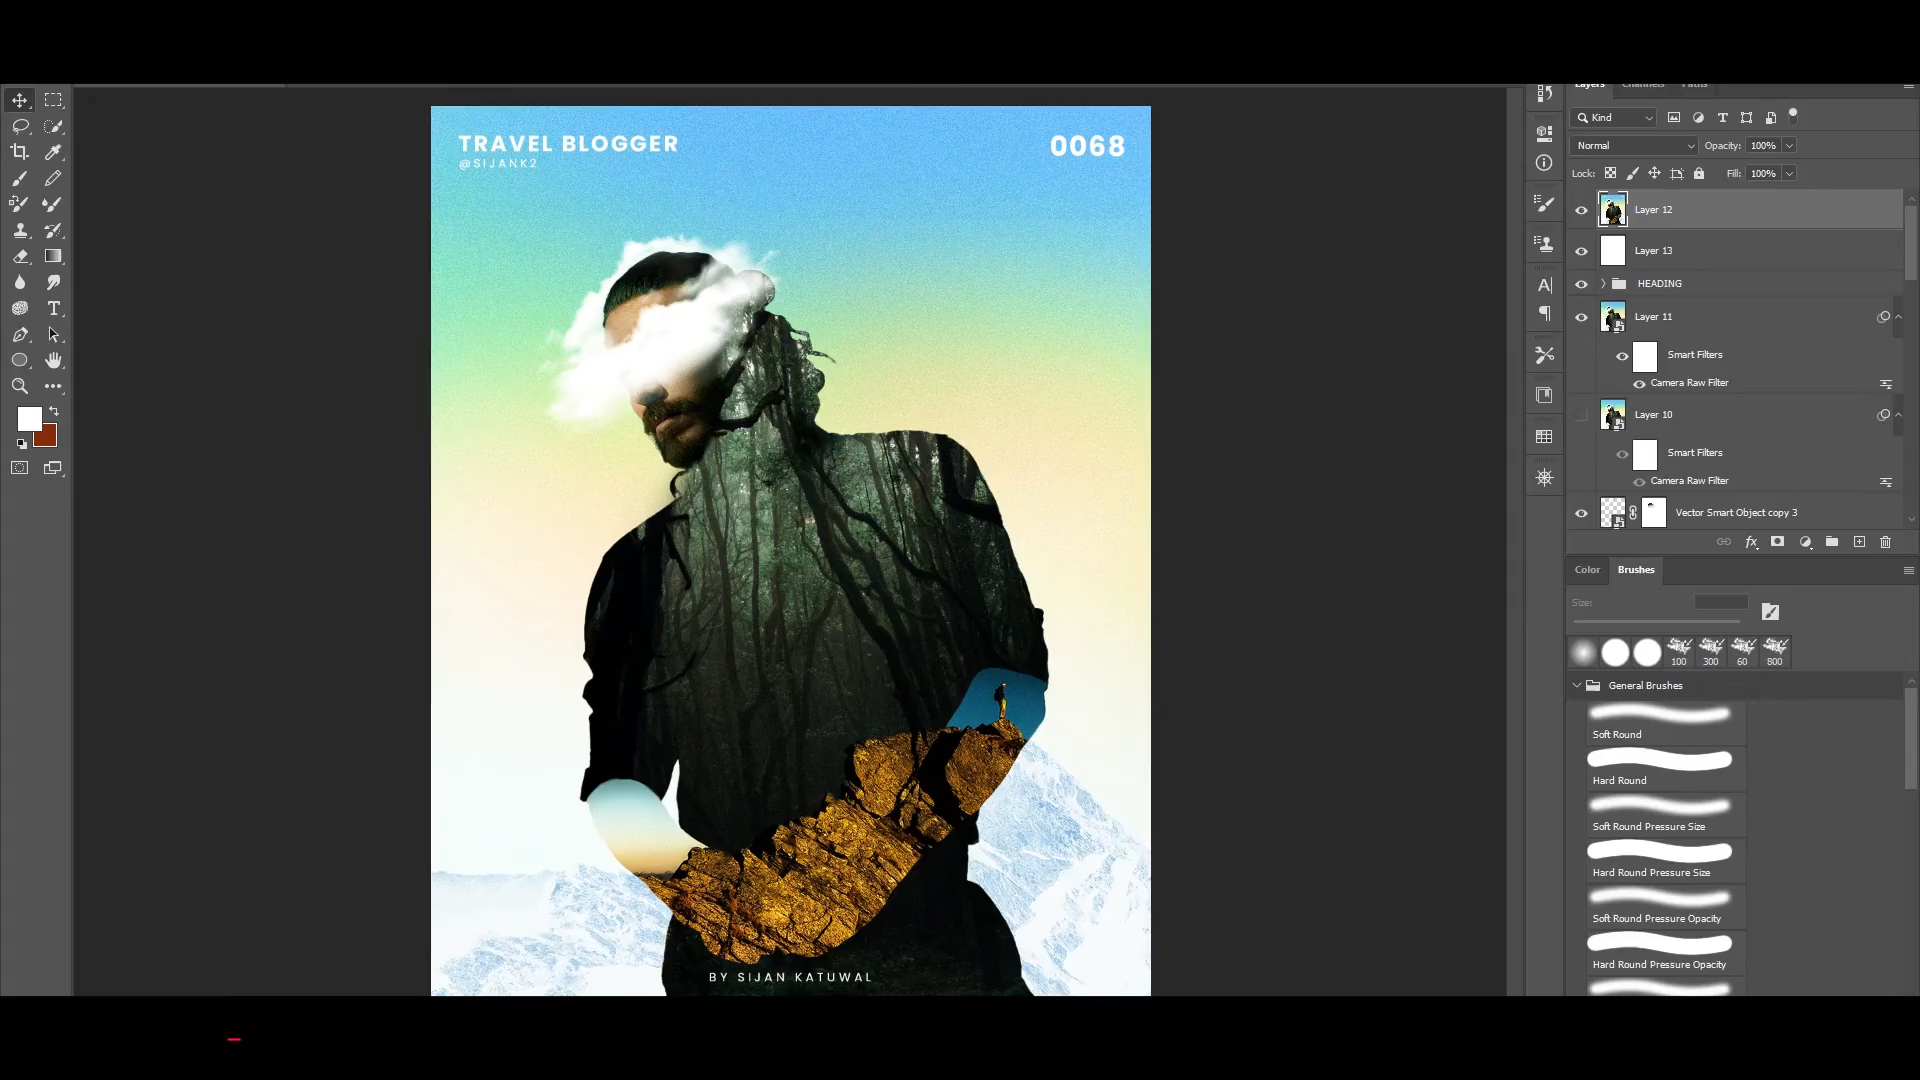 TRAVEL BLOGGER
@SIJANK2
0068
BY SIJAN KATUWAL
Layers Channels Paths
Kind
Normal Opacity: 100%
Lock: Fill: 100%
Layer 12
Layer 13
HEADING
Layer 11
Smart Filters
Camera Raw Filter
Layer 10
Smart Filters
Camera Raw Filter
Vector Smart Object copy 3
Color Brushes
Size:
100 300 60 800
General Brushes
Soft Round
Hard Round
Soft Round Pressure Size
Hard Round Pressure Size
Soft Round Pressure Opacity
Hard Round Pressure Opacity